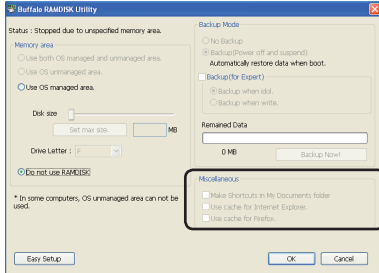 Buffalo RAMDISK Utility
Status : Stopped due to unspecified memory area.
Memory area
Use both OS managed and unmanaged area.
Use OS unmanaged area.
Use OS managed area.
Disk size
Set max size.
MB
Drive Letter : F
Do not use RAMDISK
* In some computers, OS unmanaged area can not be
used.
Easy Setup
Backup Mode
No Backup
Backup(Power off and suspend)
Automatically restore data when boot.
Backup(for Expert)
Backup when idol.
Backup when write.
Remained Data
0 MB
Backup Now!
Miscellaneous
Make Shortcuts in My Documents folder
Use cache for Internet Explorer.
Use cache for Firefox.
OK
Cancel